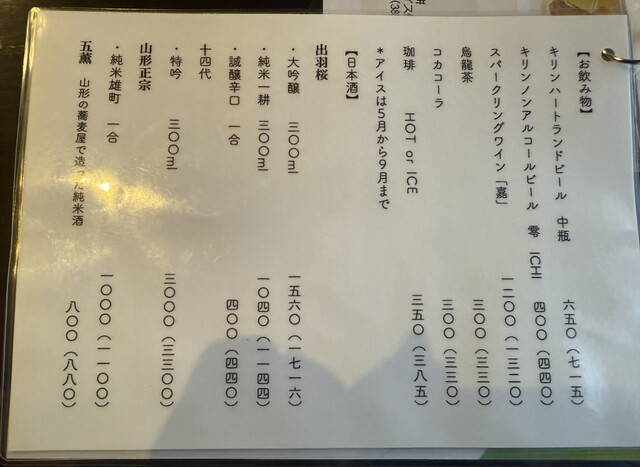 【お飲み物】
キリンハートランドビール 中瓶 六五〇（七一五）
キリンノンアルコールビール 零 ICHI 四〇〇（四四〇）
スパークリングワイン「嘉」 一二〇〇（一三二〇）
烏龍茶 三〇〇（三三〇）
コカコーラ 三〇〇（三三〇）
珈琲 HOT or ICE 三五〇（三八五）
＊アイスは5月から9月まで
【日本酒】
出羽桜
・大吟醸 三〇〇ml 一五六〇（一七一六）
・純米一耕 三〇〇ml 一〇四〇（一一四四）
・誠醸辛口 一合 四〇〇（四四〇）
十四代
・特吟 三〇〇ml 三〇〇〇（三三〇〇）
山形正宗
・純米雄町 一合 一〇〇〇（一一〇〇）
五薫 山形の蕎麦屋で造った純米酒 八〇〇（八八〇）